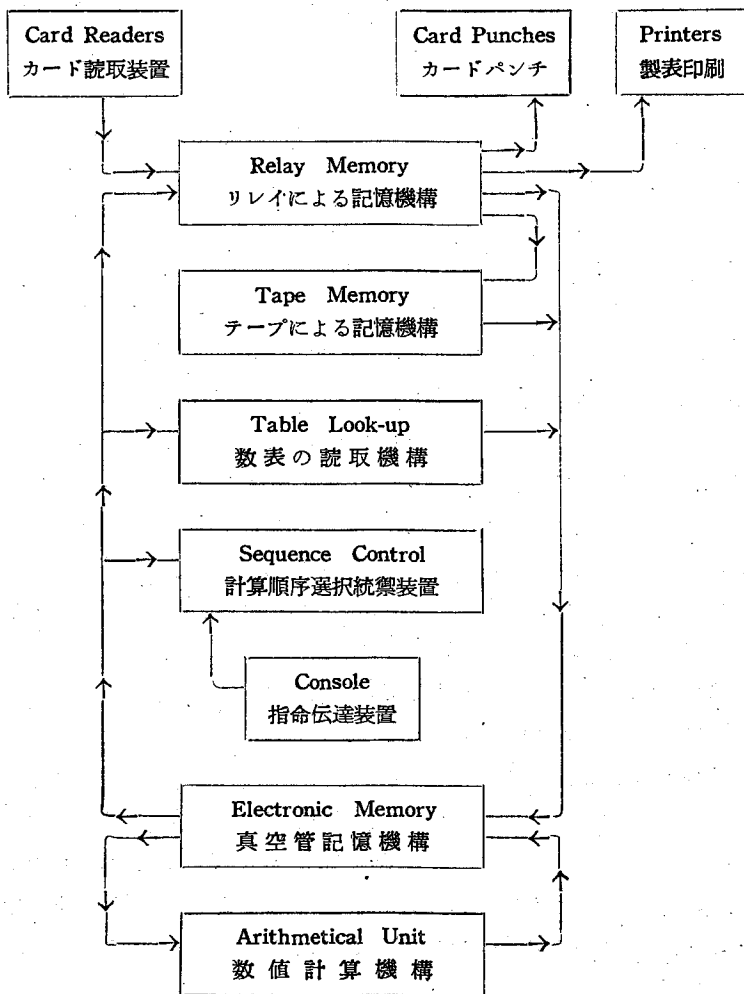 Card Readers
カード読取装置
Card Punches
カードパンチ
Printers
製表印刷
Relay Memory
リレイによる記憶機構
Tape Memory
テープによる記憶機構
Table Look-up
数表の読取機構
Sequence Control
計算順序選択統禦装置
Console
指命伝達装置
Electronic Memory
真空管記憶機構
Arithmetical Unit
数値計算機構